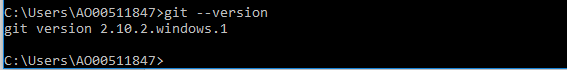 C:\Users\AO00511847>git --version
git version 2.10.2.windows.1
C:\Users\AO00511847>